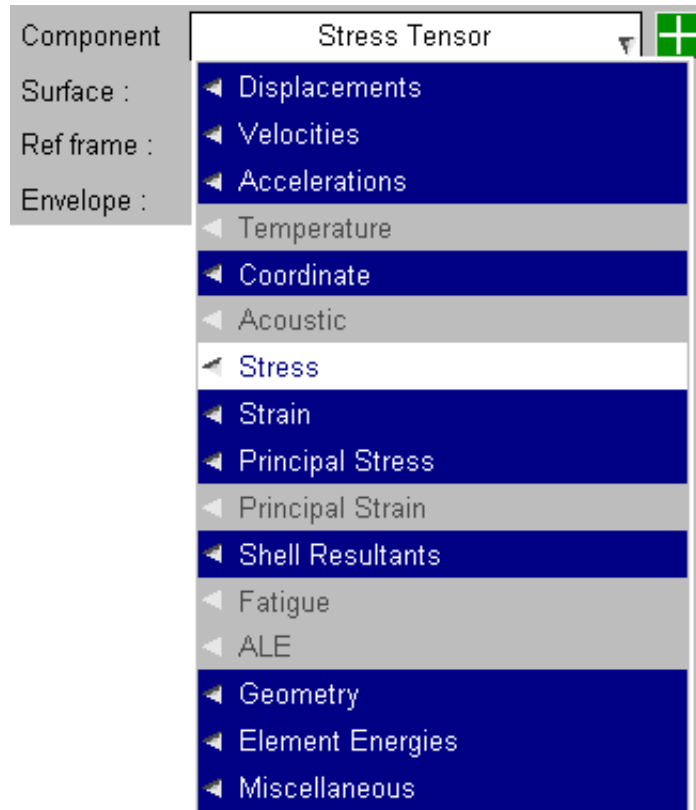 Component Stress Tensor
Surface :
Displacements
Velocities
Ref frame :
Accelerations
Envelope :
Temperature
Coordinate
Acoustic
Stress
Strain
Principal Stress
Principal Strain
Shell Resultants
Fatigue
ALE
Geometry
Element Energies
Miscellaneous